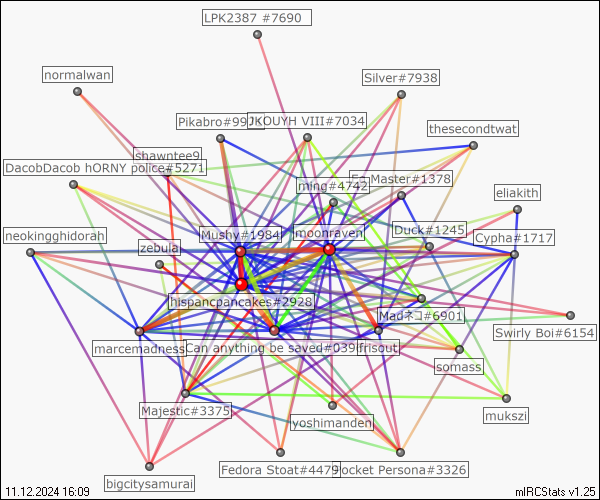 LPK2387 #7690
normalwan
Silver#7938
Pikabro#99
JKOUYH VIII#7034
thesecondtwat
shawntee9
DacobDacob hORNY police#5271
ming#4742
Master#1378
eliakith
neokingghidorah
zebula
Mushy#1984
moonraven
Duck#1245
Cypha#1717
hispancpancakes#2928
Mad
#6901
Swirly Boi#6154
marcemadness
Can anything be saved#039
frisout
somass
Majestic#3375
yoshimanden
mukszi
bigcitysamurai
Fedora Stoat#4479
Pocket Persona#3326
11.12.2024 16:09
mIRCStats v1.25